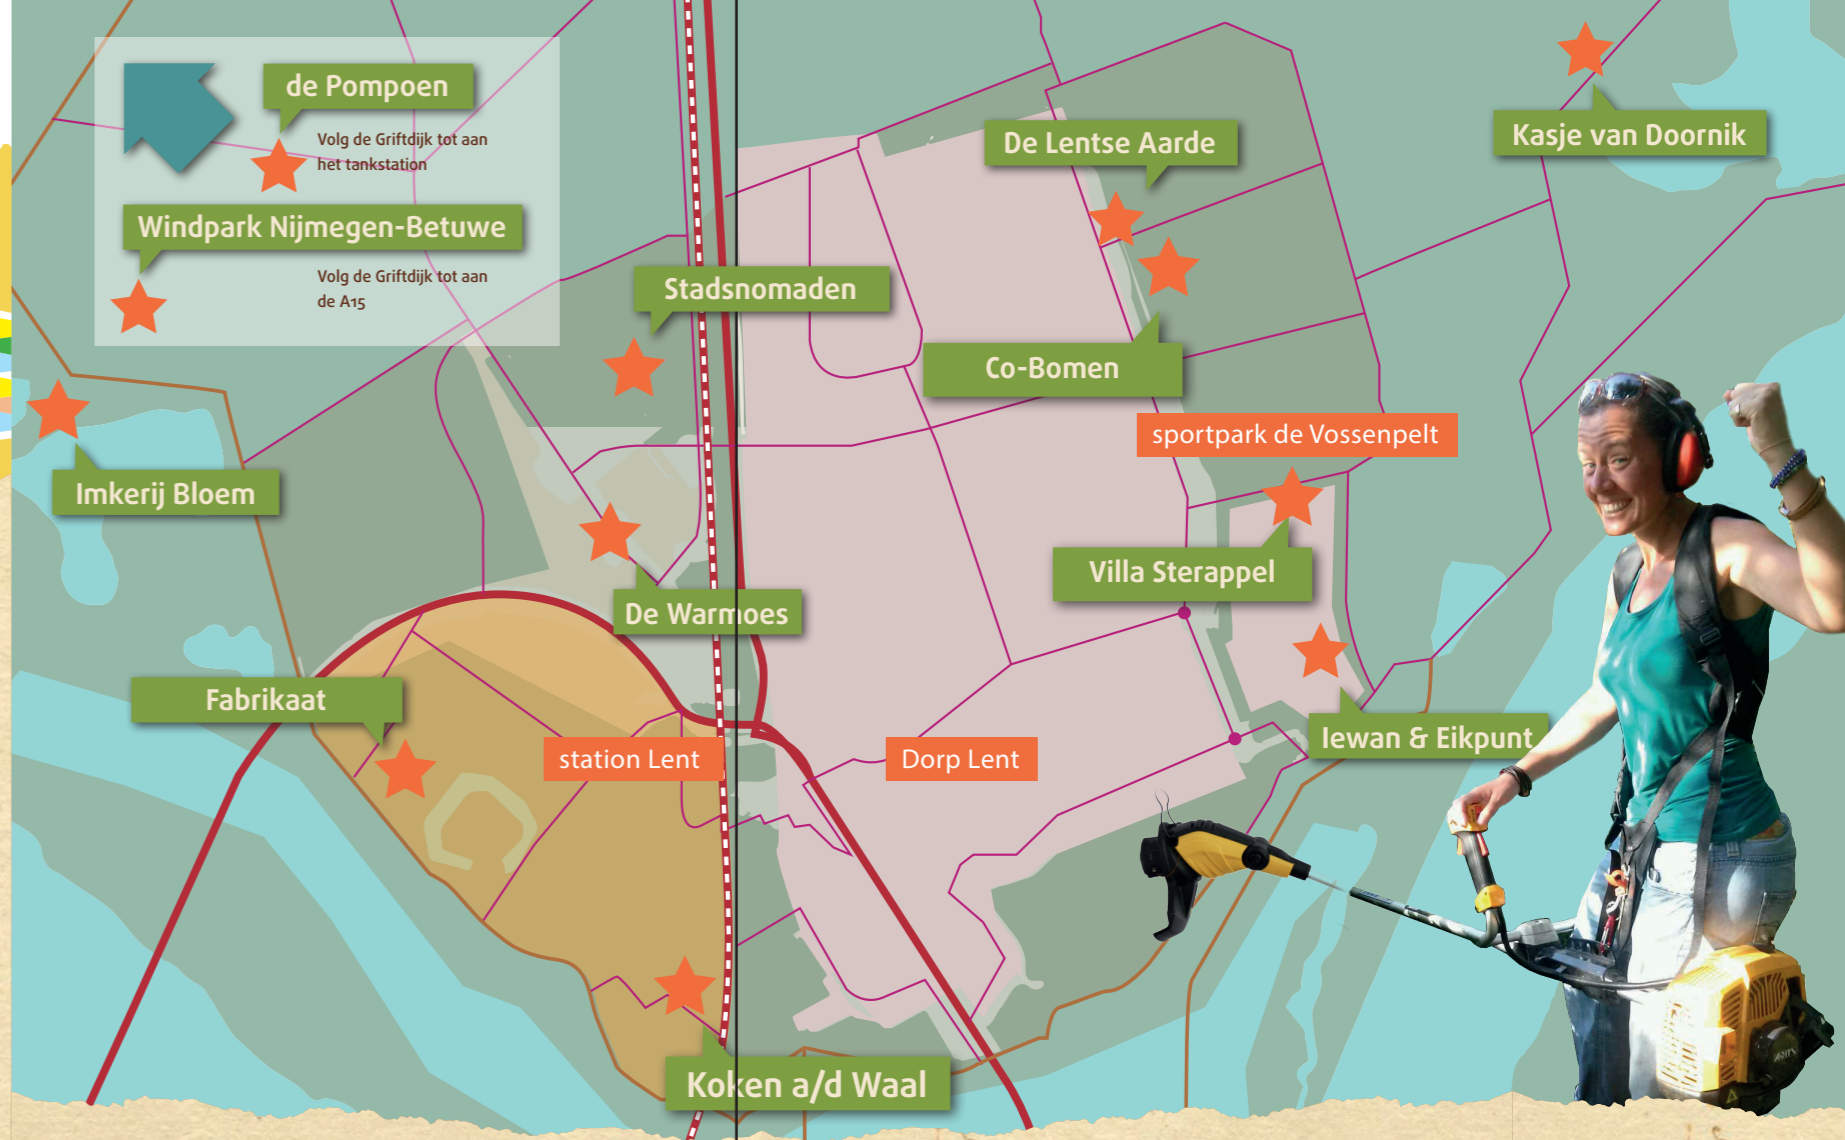 de Pompoen
Volg de Griftdijk tot aan
het tankstation
Windpark Nijmegen-Betuwe
Volg de Griftdijk tot aan
de A15
Kasje van Doornik
De Lentse Aarde
Stadsnomaden
Co-Bomen
sportpark de Vossenpelt
Imkerij Bloem
Villa Sterappel
De Warmoes
Fabrikaat
Iewan & Eikpunt
station Lent
Dorp Lent
Koken a/d Waal